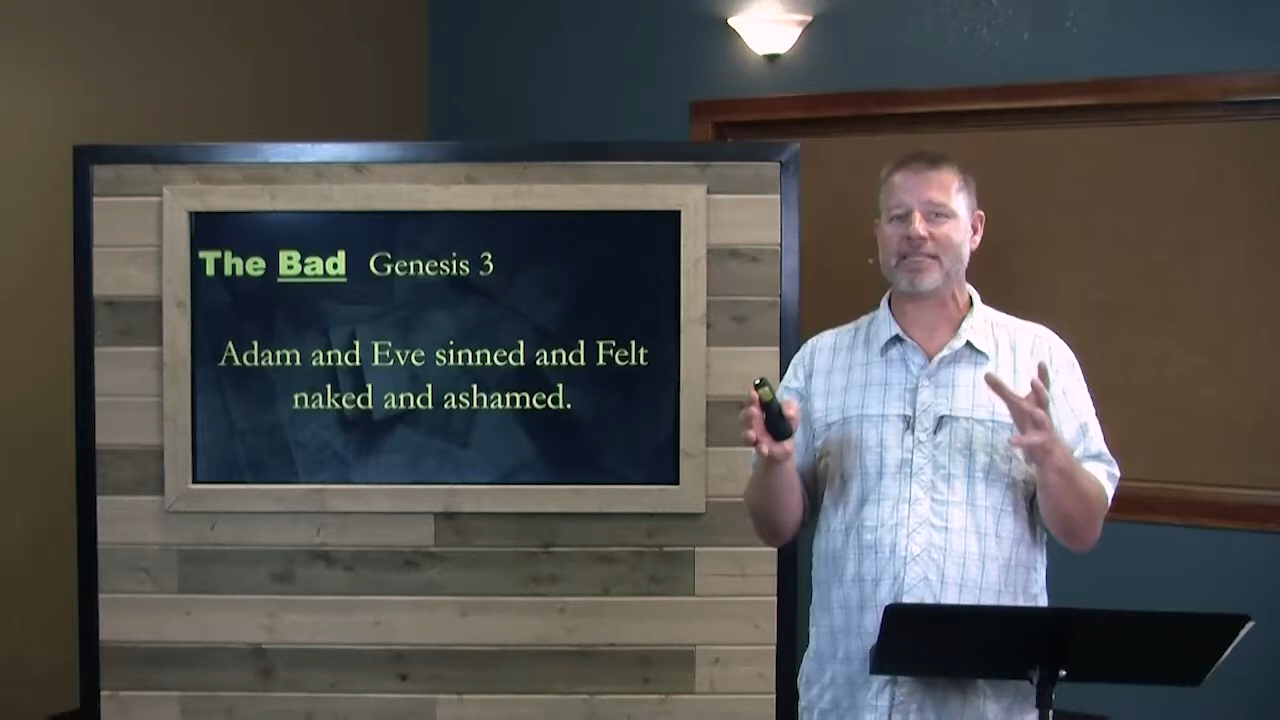 The Bad Genesis 3
Adam and Eve sinned and Felt
naked and ashamed.